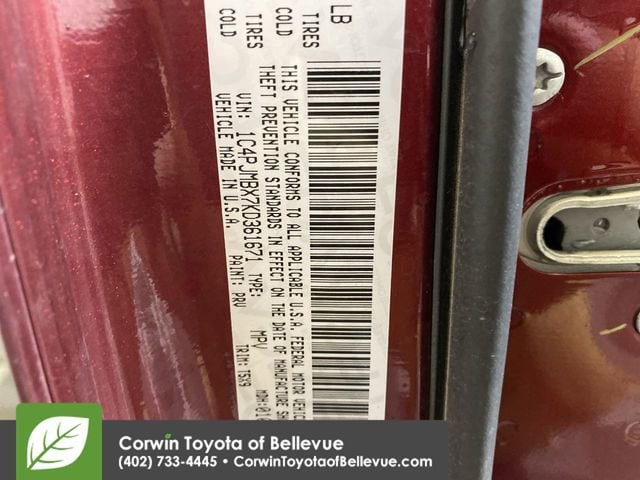 LB
TIRES COLD
TIRES COLD
THIS VEHICLE CONFORMS TO ALL APPLICABLE U.S.A. FEDERAL MOTOR
THEFT PREVENTION STANDARDS IN EFFECT ON THE DATE OF MANUFACTURE
VIN: 1C4PJMBX7KD361671 TYPE: MPV
VEHICLE MADE IN U.S.A. PAINT: PRV TRIM: T5X9
Corwin Toyota of Bellevue
(402) 733-4445 • CorwinToyotaofBellevue.com